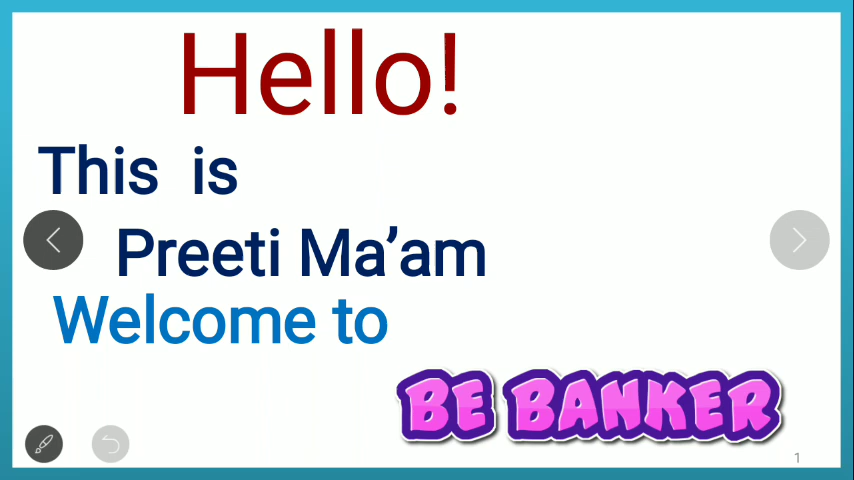 Hello!
This is
Preeti Ma’am
Welcome to
BE BANKER
1